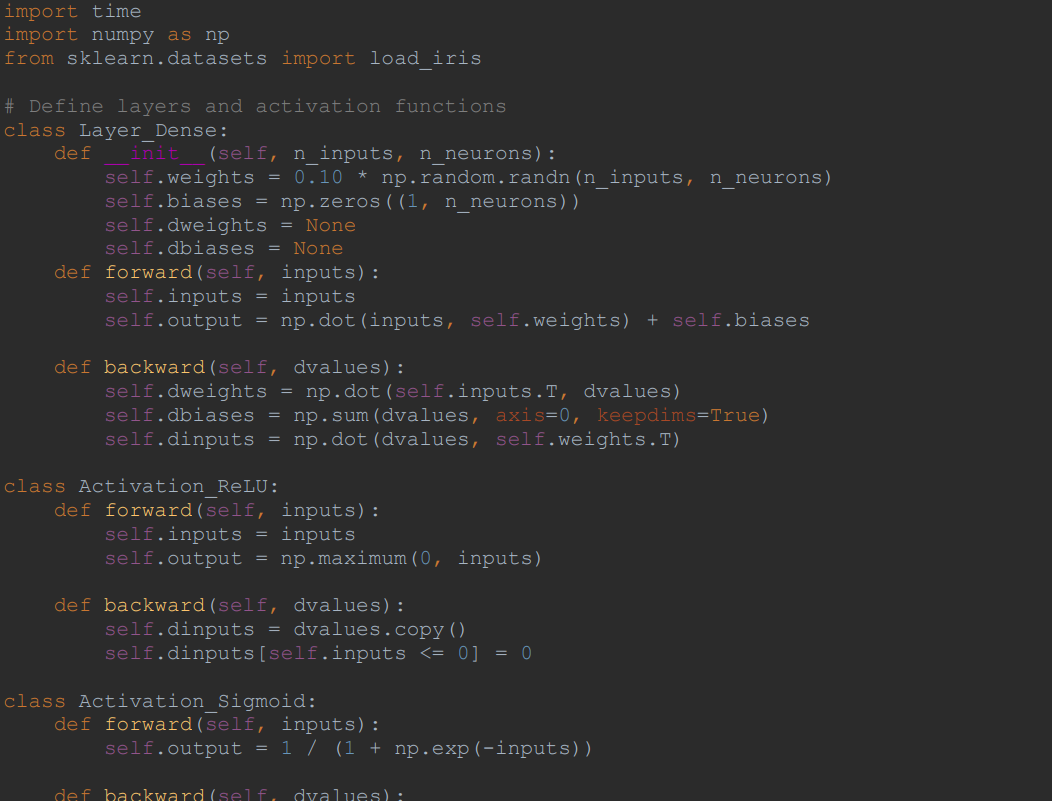 import time
import numpy as np
from sklearn.datasets import load_iris

# Define layers and activation functions
class Layer_Dense:
    def __init__(self, n_inputs, n_neurons):
        self.weights = 0.10 * np.random.randn(n_inputs, n_neurons)
        self.biases = np.zeros((1, n_neurons))
        self.dweights = None
        self.dbiases = None
    def forward(self, inputs):
        self.inputs = inputs
        self.output = np.dot(inputs, self.weights) + self.biases

    def backward(self, dvalues):
        self.dweights = np.dot(self.inputs.T, dvalues)
        self.dbiases = np.sum(dvalues, axis=0, keepdims=True)
        self.dinputs = np.dot(dvalues, self.weights.T)

class Activation_ReLU:
    def forward(self, inputs):
        self.inputs = inputs
        self.output = np.maximum(0, inputs)

    def backward(self, dvalues):
        self.dinputs = dvalues.copy()
        self.dinputs[self.inputs <= 0] = 0

class Activation_Sigmoid:
    def forward(self, inputs):
        self.output = 1 / (1 + np.exp(-inputs))

    def backward(self, dvalues):